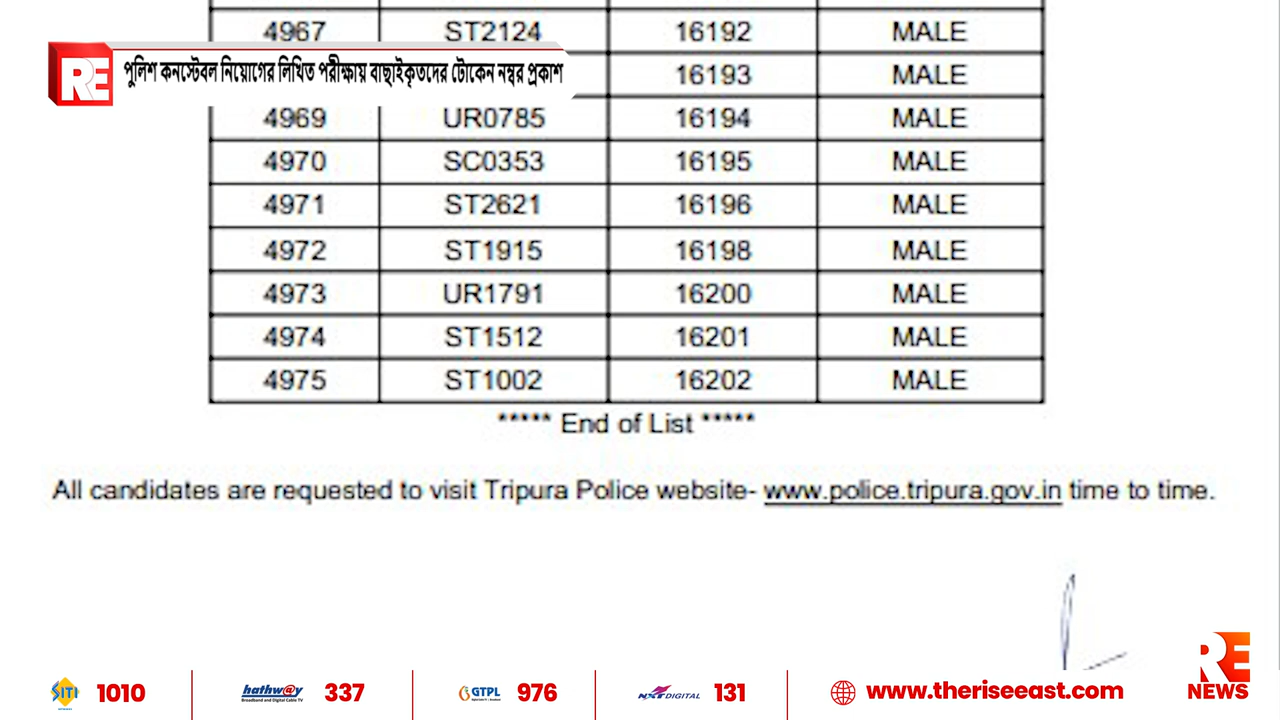 4967 ST2124 16192 MALE
RE পুলিশ কনস্টেবল নিয়োগের লিখিত পরীক্ষায় বাছাইকৃতদের টোকেন নম্বর প্রকাশ
16193 MALE
4969 UR0785 16194 MALE
4970 SC0353 16195 MALE
4971 ST2621 16196 MALE
4972 ST1915 16198 MALE
4973 UR1791 16200 MALE
4974 ST1512 16201 MALE
4975 ST1002 16202 MALE
***** End of List *****
All candidates are requested to visit Tripura Police website- www.police.tripura.gov.in time to time.
SITI 1010 hathw@y 337 GTPL 976 NXTDIGITAL 131 www.theriseeast.com RE NEWS
Broadband and Digital Cable TV